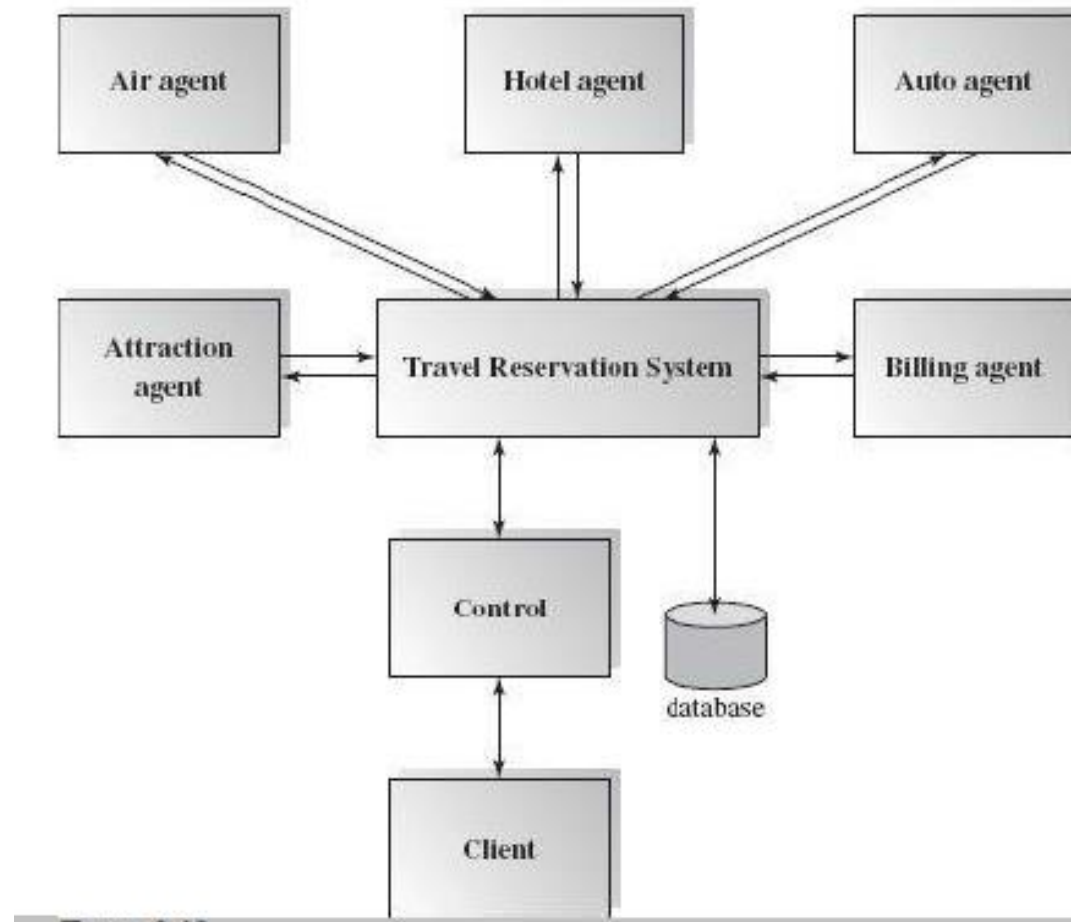 Air agent
Hotel agent
Auto agent
Attraction
agent
Travel Reservation System
Billing agent
Control
database
Client